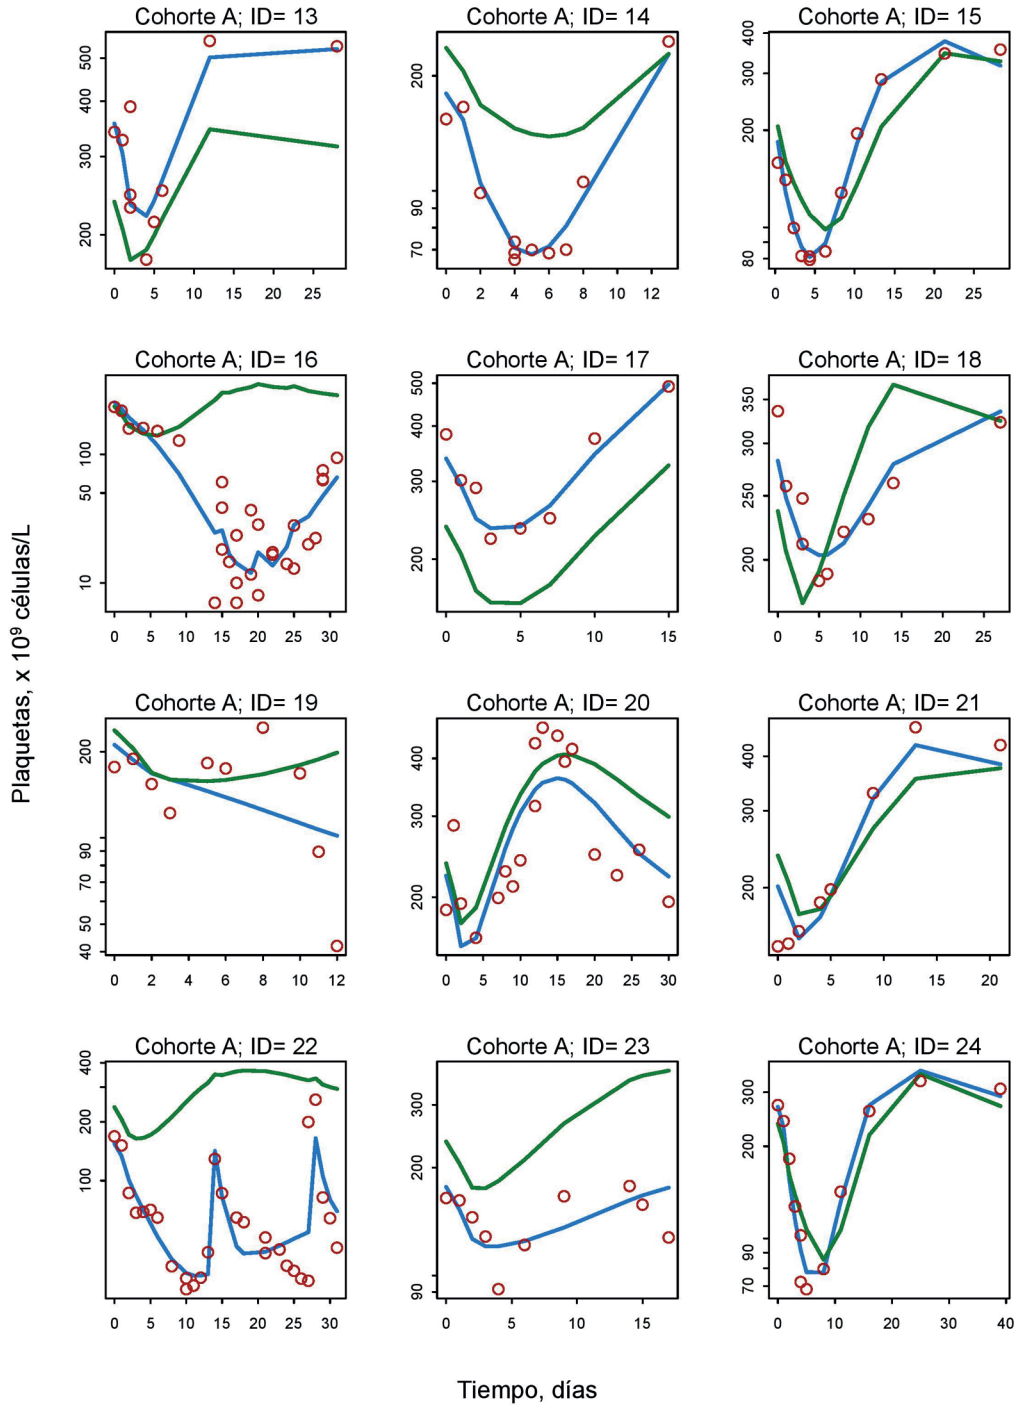 Cohorte A; ID= 13
Cohorte A; ID= 14
Cohorte A; ID= 15
500
400
300
200
0 5 10 15 20 25
200
90
70
0 2 4 6 8 10 12
400
300
200
80
0 5 10 15 20 25
Cohorte A; ID= 16
Cohorte A; ID= 17
Cohorte A; ID= 18
100
50
10
0 5 10 15 20 25 30
500
400
300
200
0 5 10 15
350
300
250
200
0 5 10 15 20 25
Plaquetas, x 10⁹ células/L
Cohorte A; ID= 19
Cohorte A; ID= 20
Cohorte A; ID= 21
200
90
70
50
40
0 2 4 6 8 10 12
400
300
200
0 5 10 15 20 25 30
400
300
200
0 5 10 15 20
Cohorte A; ID= 22
Cohorte A; ID= 23
Cohorte A; ID= 24
400
200
100
0 5 10 15 20 25 30
300
200
90
0 5 10 15
300
200
90
70
0 10 20 30 40
Tiempo, días